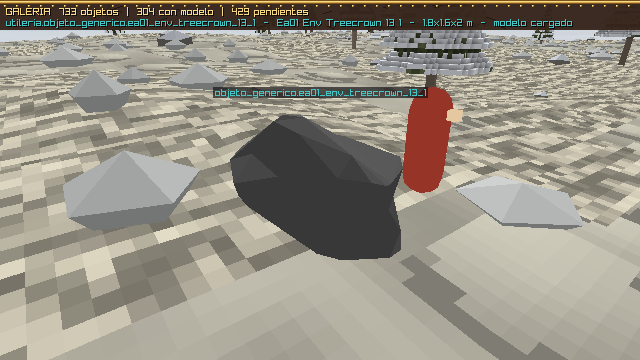 GALERIA 733 objetos | 304 con modelo | 429 pendientes
utileria.objeto_generico.ea01_env_treecrown_13_1 - Ea01 Env Treecrown 13 1 - 1.8x1.6x2 m - modelo cargado
objeto_generico.ea01_env_treecrown_13_1